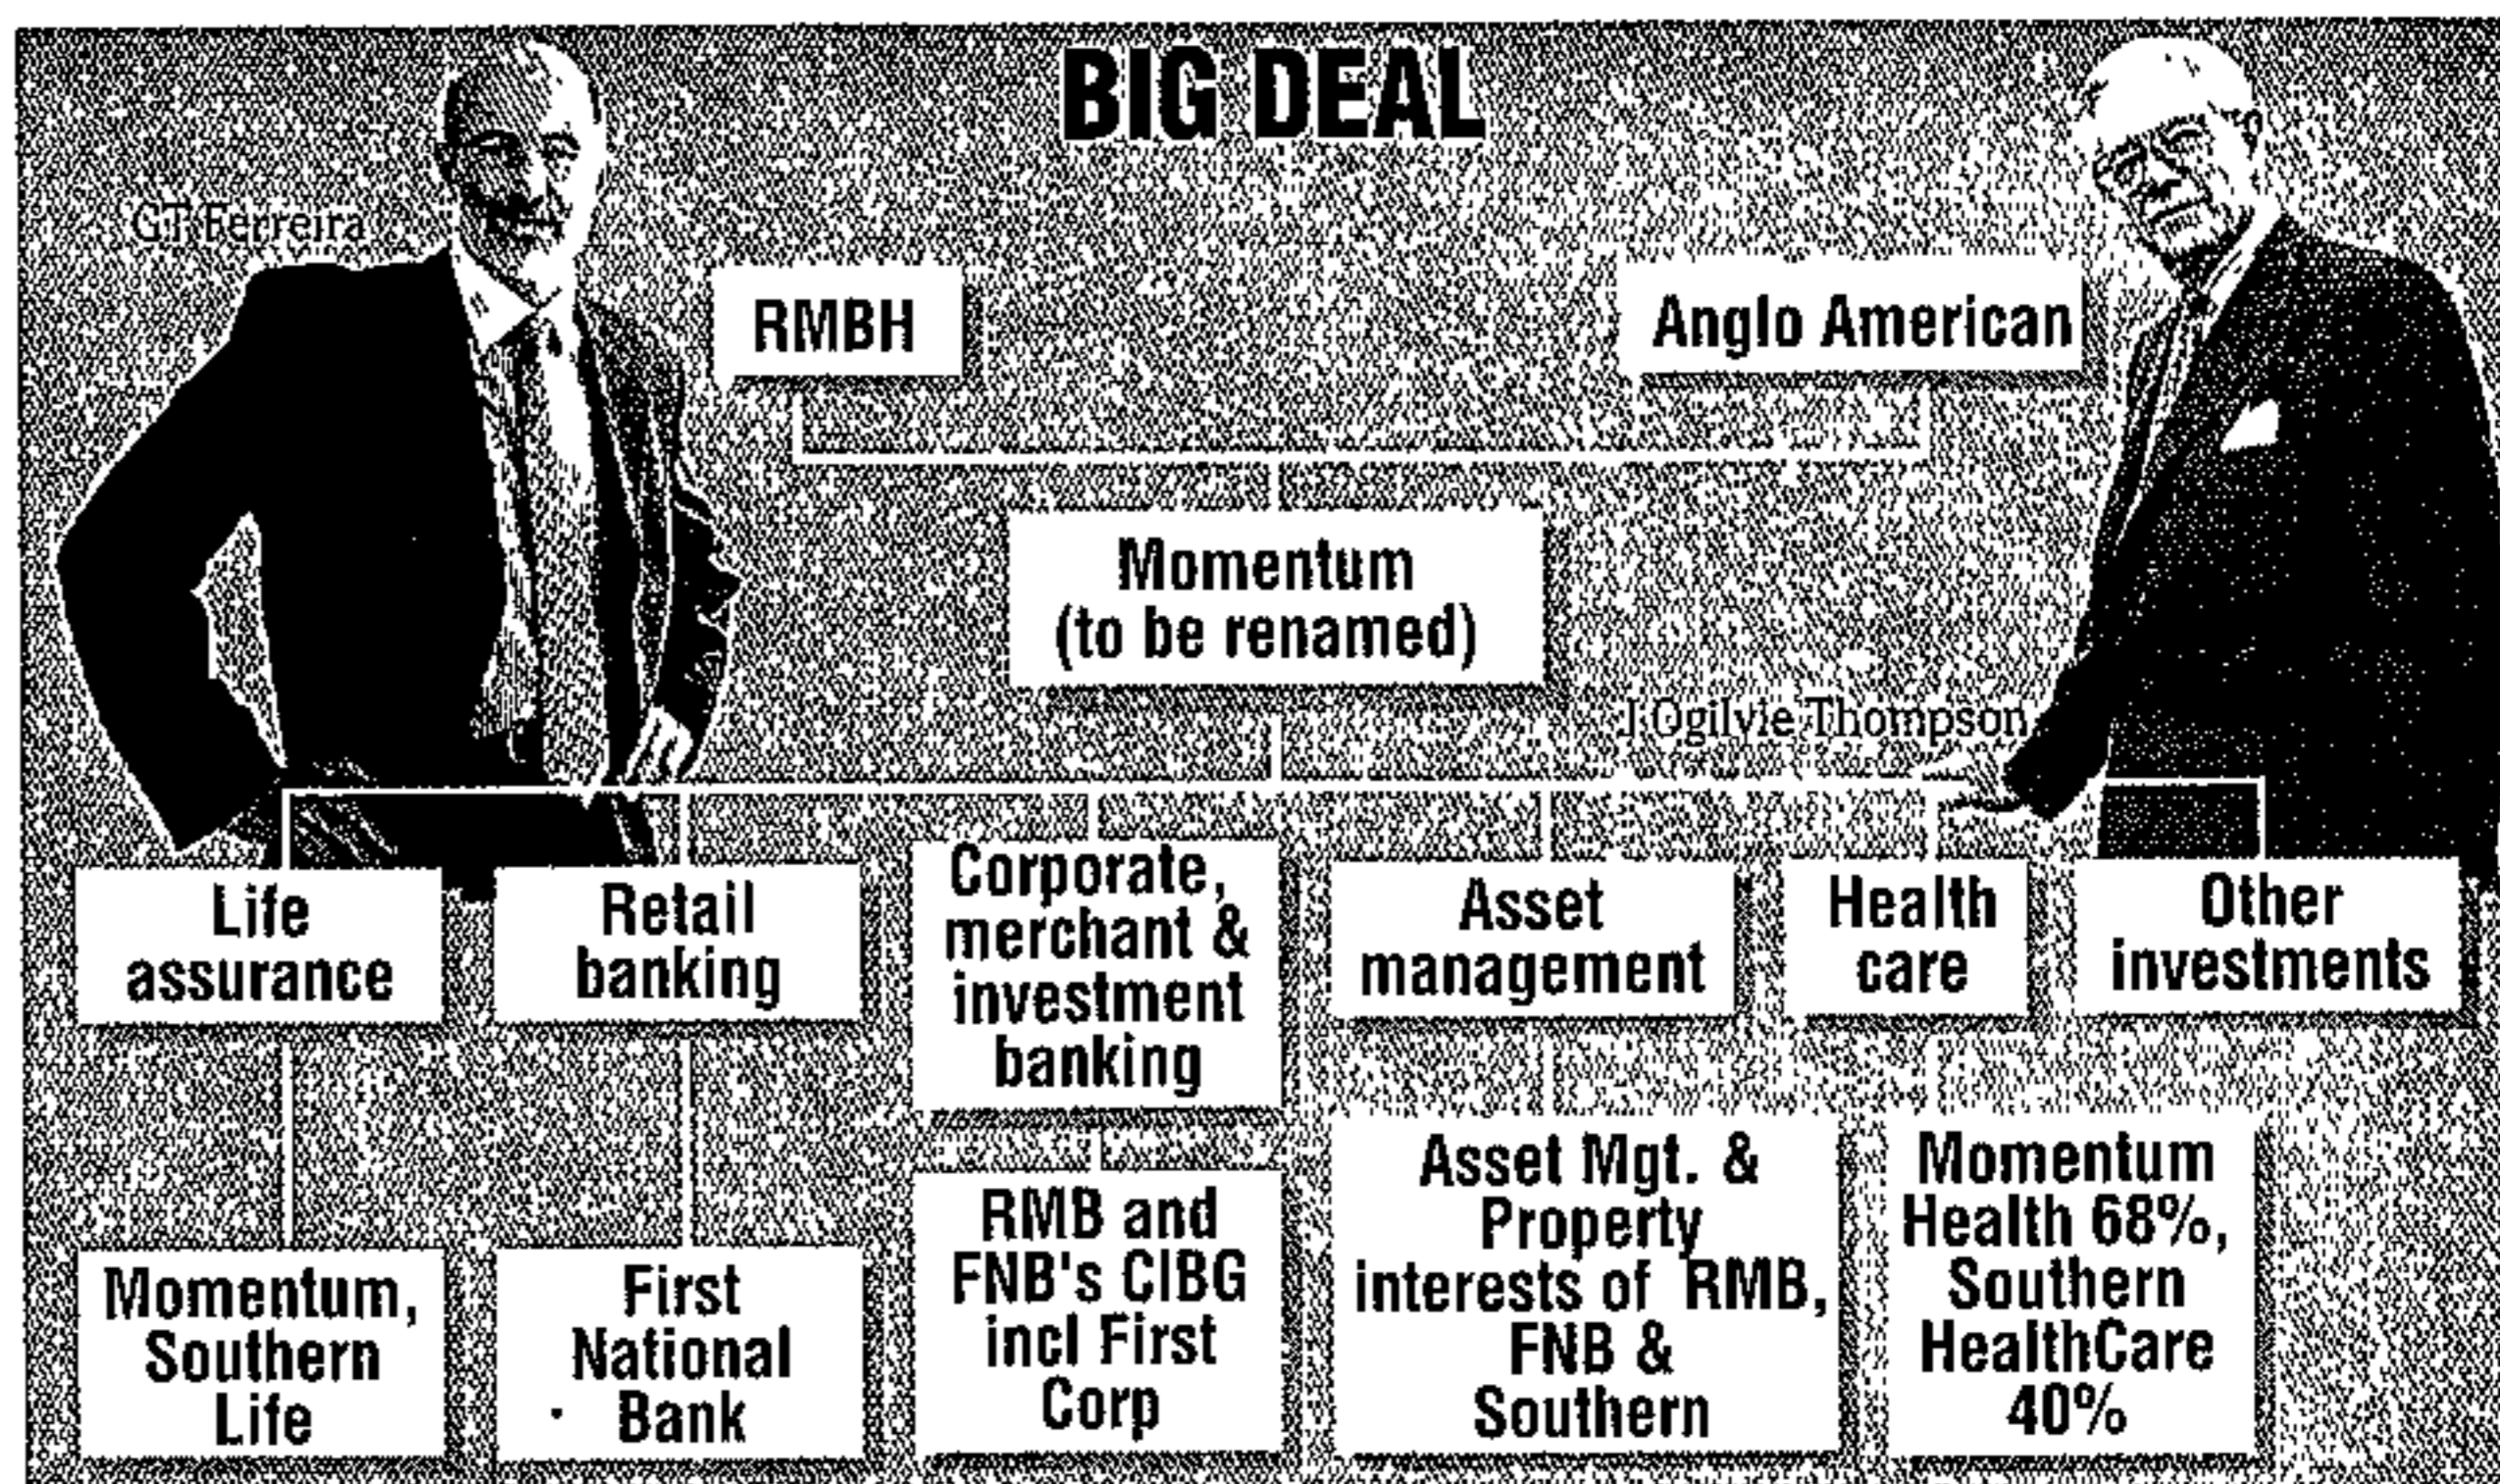 BIG DEAL
GT Ferreira
RMBH
Anglo American
Momentum
(to be renamed)
J Ogilvie Thompson
Life
assurance
Retail
banking
Corporate,
merchant &
investment
banking
Asset
management
Health
care
Other
investments
Momentum,
Southern
Life
First
National
Bank
RMB and
FNB's CIBG
incl First
Corp
Asset Mgt. &
Property
interests of RMB,
FNB &
Southern
Momentum
Health 68%,
Southern
HealthCare
40%